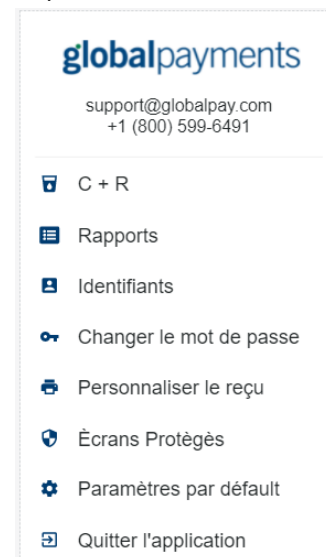 globalpayments
support@globalpay.com
+1 (800) 599-6491
C + R
Rapports
Identifiants
Changer le mot de passe
Personnaliser le reçu
Ècrans Protègès
Paramètres par défault
Quitter l'application